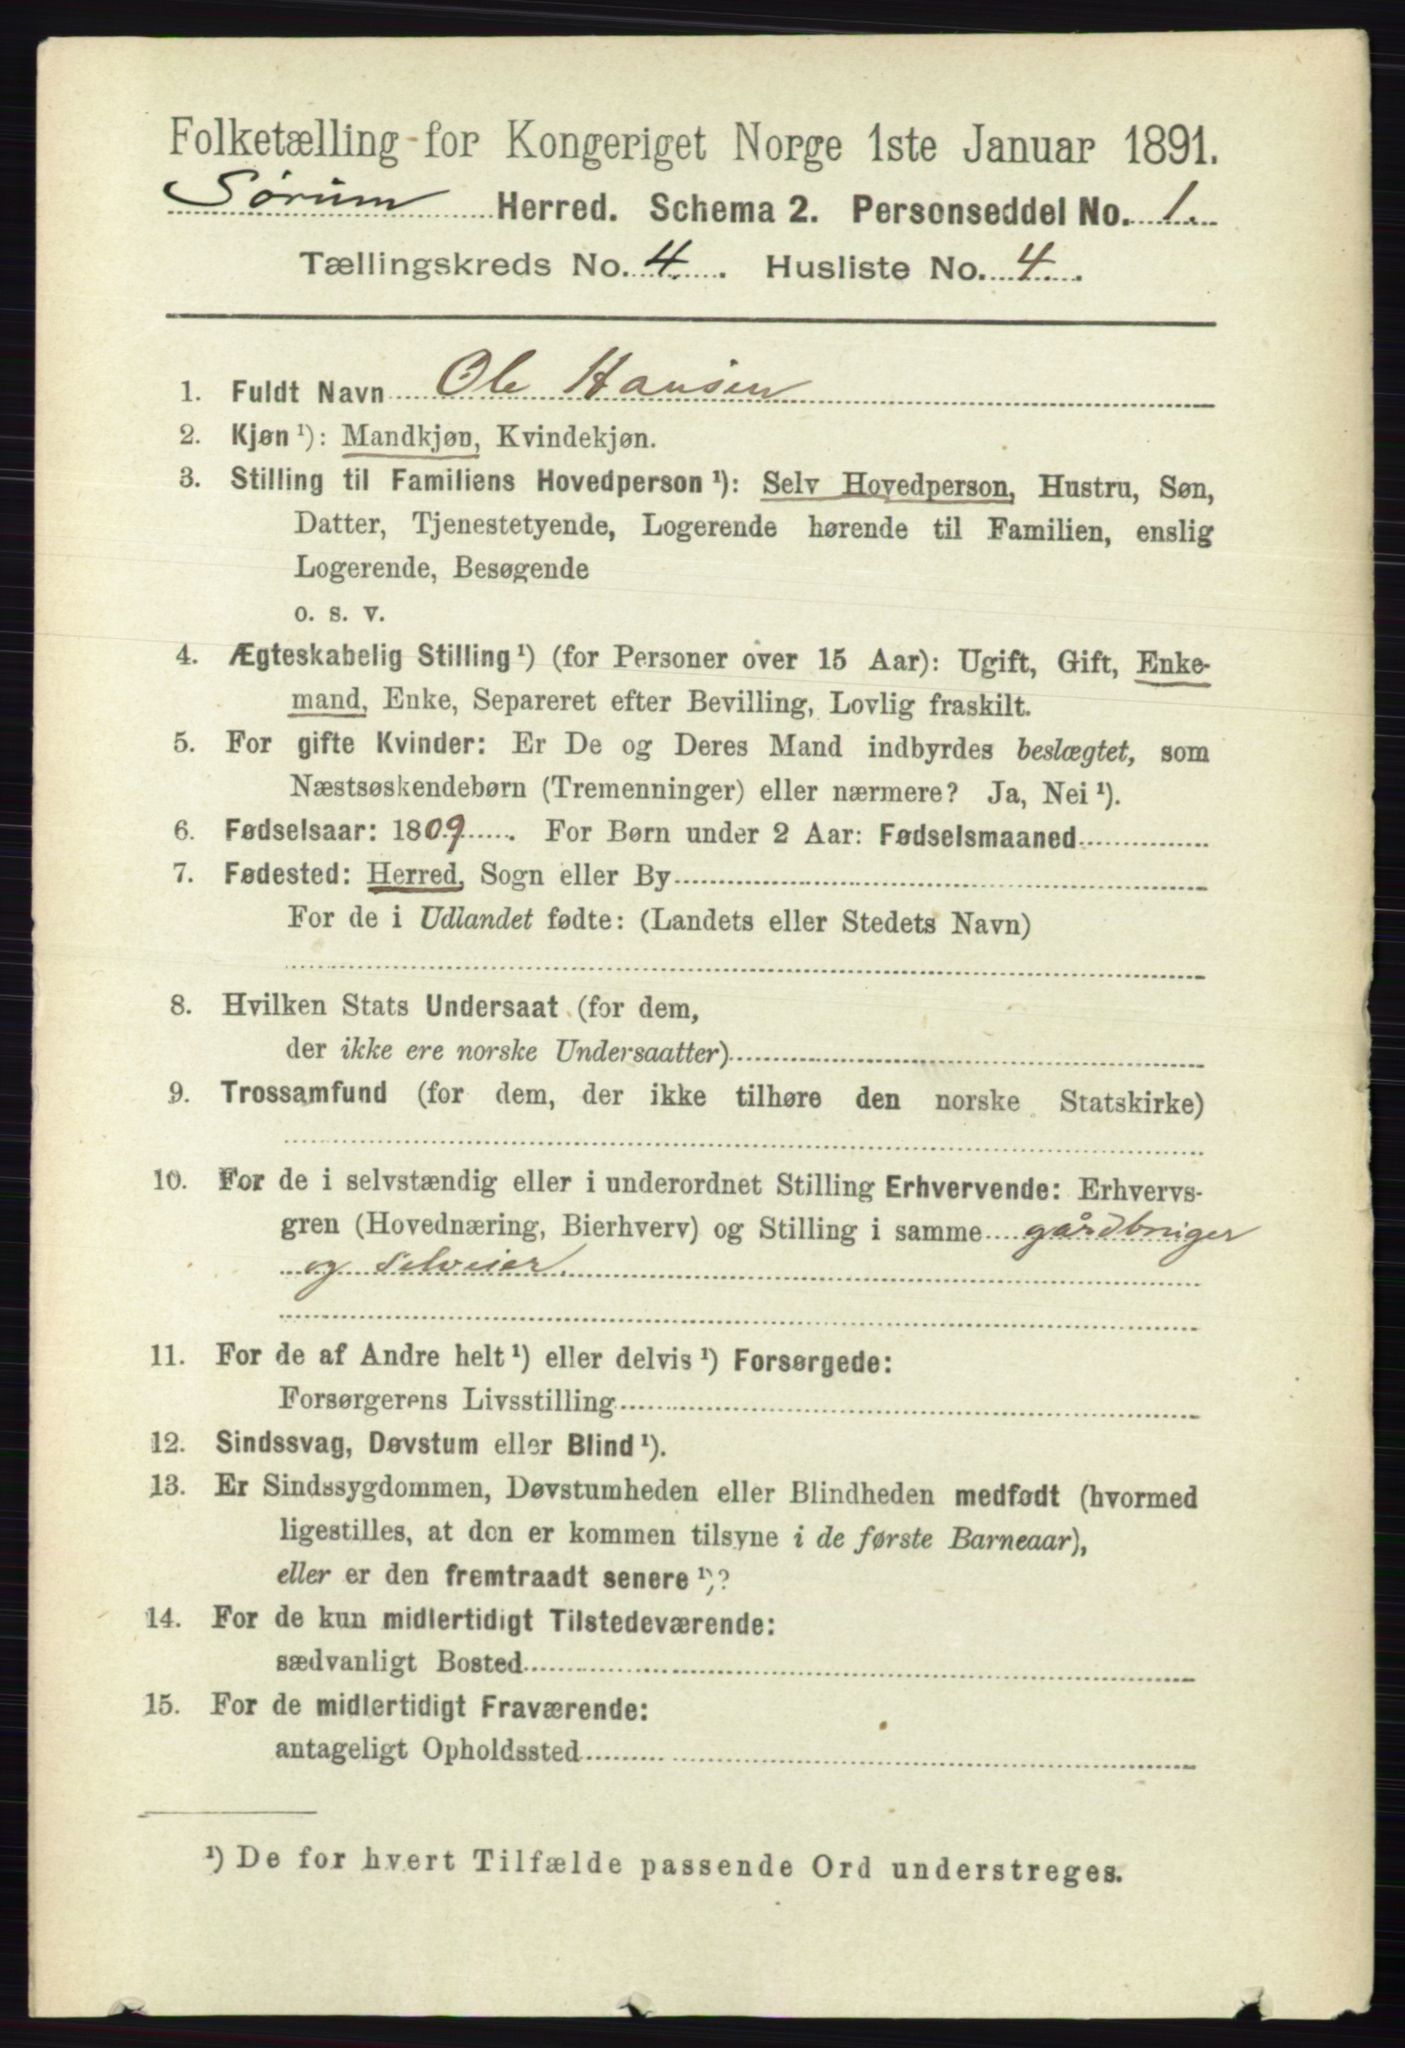 Folketælling for Kongeriget Norge 1ste Januar 1891.
Sørum Herred. Schema 2. Personseddel No. 1.
Tællingskreds No. 4. Husliste No. 4.
1. Fuldt Navn Ole Hansen
2. Kjøn ¹): Mandkjøn, Kvindekjøn.
3. Stilling til Familiens Hovedperson ¹): Selv Hovedperson, Hustru, Søn,
Datter, Tjenestetyende, Logerende hørende til Familien, enslig
Logerende, Besøgende
o. s. v.
4. Ægteskabelig Stilling ¹) (for Personer over 15 Aar): Ugift, Gift, Enke-
mand, Enke, Separeret efter Bevilling, Lovlig fraskilt.
5. For gifte Kvinder: Er De og Deres Mand indbyrdes beslægtet, som
Næstsøskendebørn (Tremenninger) eller nærmere? Ja, Nei ¹).
6. Fødselsaar: 1809. For Børn under 2 Aar: Fødselsmaaned
7. Fødested: Herred, Sogn eller By
For de i Udlandet fødte: (Landets eller Stedets Navn)
8. Hvilken Stats Undersaat (for dem,
der ikke ere norske Undersaatter)
9. Trossamfund (for dem, der ikke tilhøre den norske Statskirke)
10. For de i selvstændig eller i underordnet Stilling Erhvervende: Erhvervs-
gren (Hovednæring, Bierhverv) og Stilling i samme gårdbruger
og selveier.
11. For de af Andre helt ¹) eller delvis ¹) Forsørgede:
Forsørgerens Livsstilling
12. Sindssvag, Døvstum eller Blind ¹).
13. Er Sindssygdommen, Døvstumheden eller Blindheden medfødt (hvormed
ligestilles, at den er kommen tilsyne i de første Barneaar),
eller er den fremtraadt senere ¹)?
14. For de kun midlertidigt Tilstedeværende:
sædvanligt Bosted
15. For de midlertidigt Fraværende:
antageligt Opholdssted
¹) De for hvert Tilfælde passende Ord understreges.